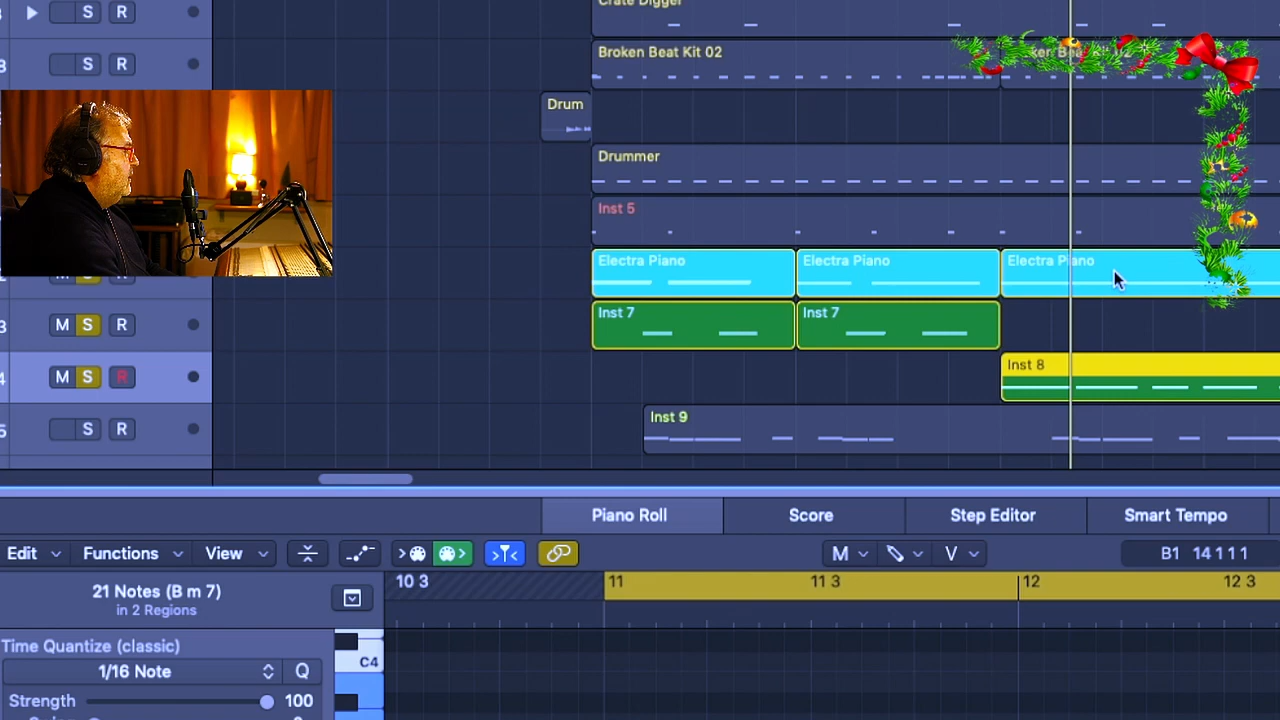 Crate Digger
S R
Broken Beat Kit 02
S R
Drum
Drummer
Inst 5
Electra Piano Electra Piano Electra Piano
Inst 7 Inst 7
3 M S R
Inst 8
4 M S R
Inst 9
5 S R
Piano Roll Score Step Editor Smart Tempo
Edit Functions View M V B1 14 1 1 1
21 Notes (B m 7)
in 2 Regions
10 3 11 11 3 12 12 3
Time Quantize (classic)
C4
1/16 Note Q
Strength 100